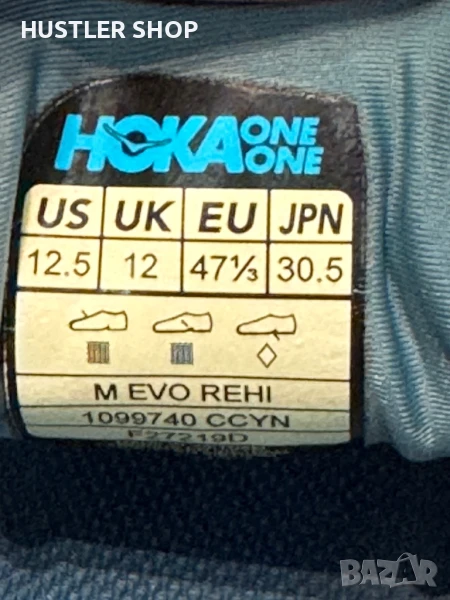 HUSTLER SHOP
HOKA ONE ONE
US UK EU JPN
12.5 12 47⅓ 30.5
M EVO REHI
1099740 CCYN
F27219D
BAZAR